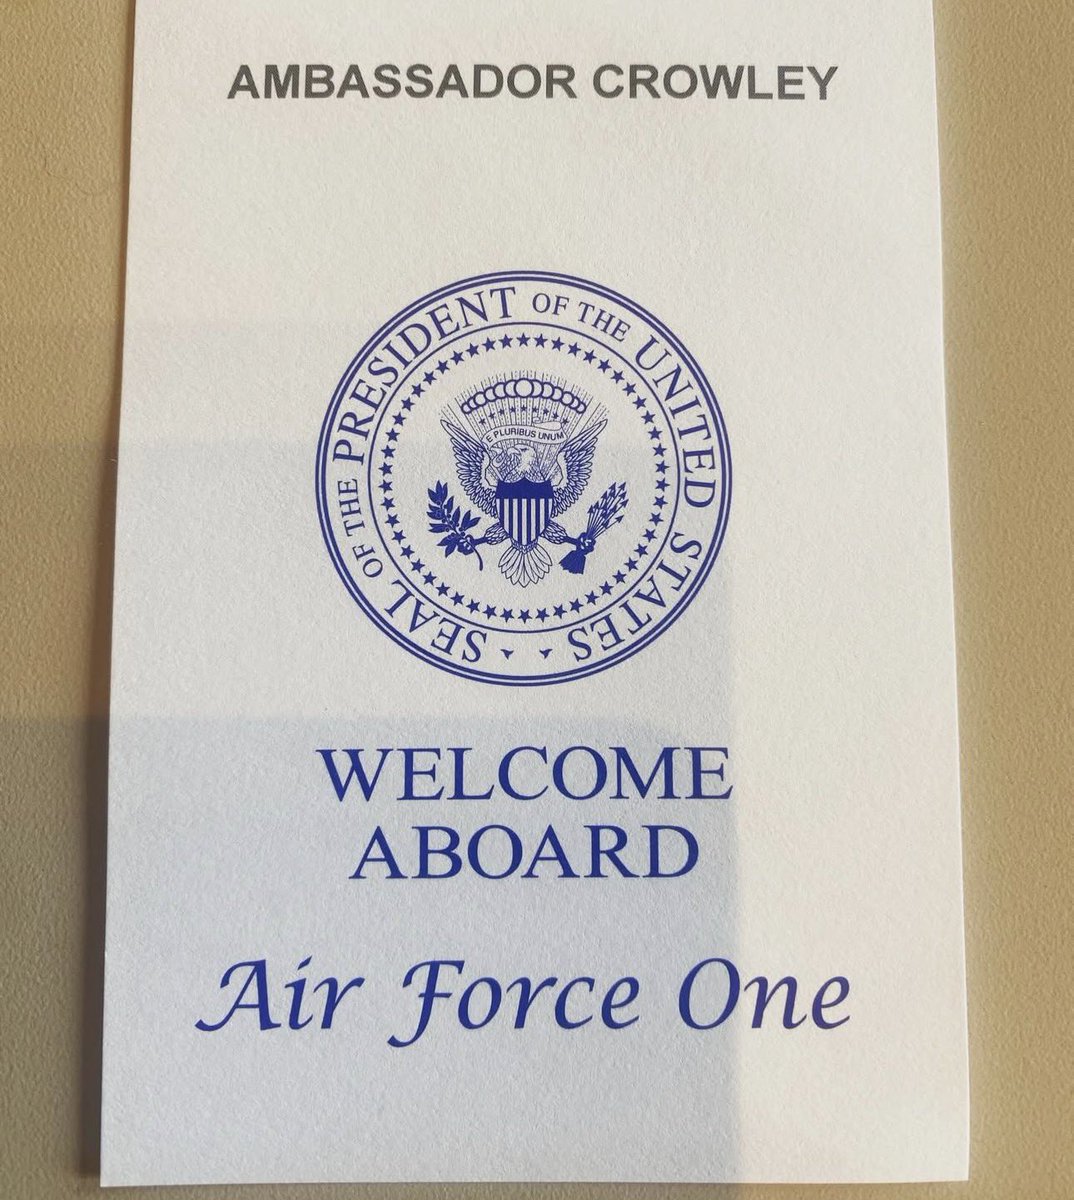 AMBASSADOR CROWLEY
SEAL OF THE PRESIDENT OF THE UNITED STATES
E PLURIBUS UNUM
WELCOME
ABOARD
Air Force One